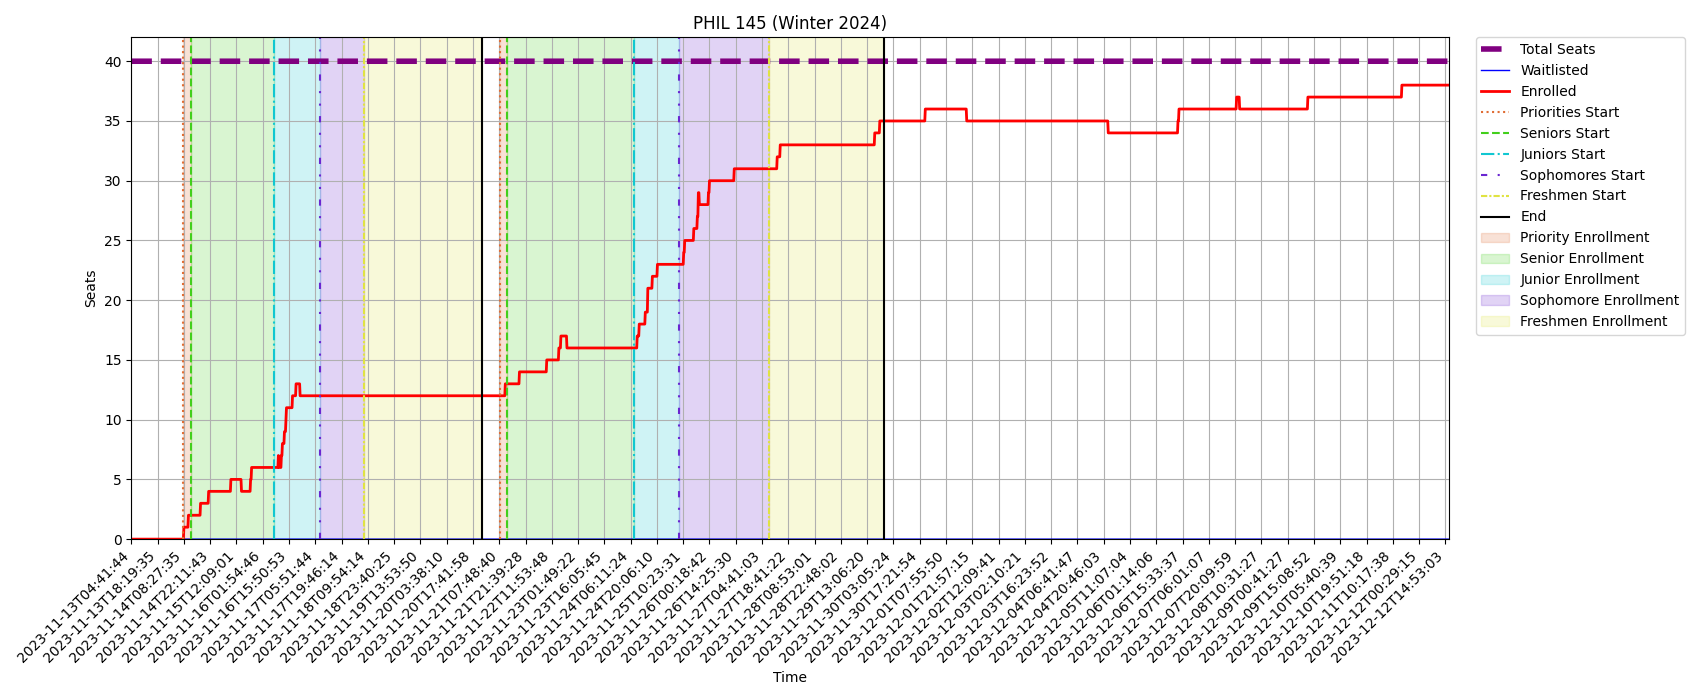 PHIL 145 (Winter 2024)
Seats
40
35
30
25
20
15
10
5
0
2023-11-13T04:41:44
2023-11-13T18:19:35
2023-11-14T08:27:35
2023-11-14T22:11:43
2023-11-15T12:09:01
2023-11-16T01:54:46
2023-11-16T15:50:53
2023-11-17T05:51:44
2023-11-17T19:46:14
2023-11-18T09:54:14
2023-11-18T23:40:25
2023-11-19T13:53:50
2023-11-20T03:38:10
2023-11-20T17:41:58
2023-11-21T07:48:40
2023-11-21T21:39:28
2023-11-22T11:53:48
2023-11-23T01:49:22
2023-11-23T16:05:45
2023-11-24T06:11:24
2023-11-24T20:06:10
2023-11-25T10:23:31
2023-11-26T00:18:42
2023-11-26T14:25:30
2023-11-27T04:41:03
2023-11-27T18:41:22
2023-11-28T08:53:01
2023-11-28T22:48:02
2023-11-29T13:06:20
2023-11-30T03:05:24
2023-11-30T17:21:54
2023-12-01T07:55:50
2023-12-01T21:57:15
2023-12-02T12:09:41
2023-12-03T02:10:21
2023-12-03T16:23:52
2023-12-04T06:41:47
2023-12-04T20:46:03
2023-12-05T11:07:04
2023-12-06T01:14:06
2023-12-06T15:33:37
2023-12-07T06:01:07
2023-12-07T20:09:59
2023-12-08T10:31:27
2023-12-09T00:41:27
2023-12-09T15:08:52
2023-12-10T05:40:39
2023-12-10T19:51:18
2023-12-11T10:17:38
2023-12-12T00:29:15
2023-12-12T14:53:03
Time
Total Seats
Waitlisted
Enrolled
Priorities Start
Seniors Start
Juniors Start
Sophomores Start
Freshmen Start
End
Priority Enrollment
Senior Enrollment
Junior Enrollment
Sophomore Enrollment
Freshmen Enrollment